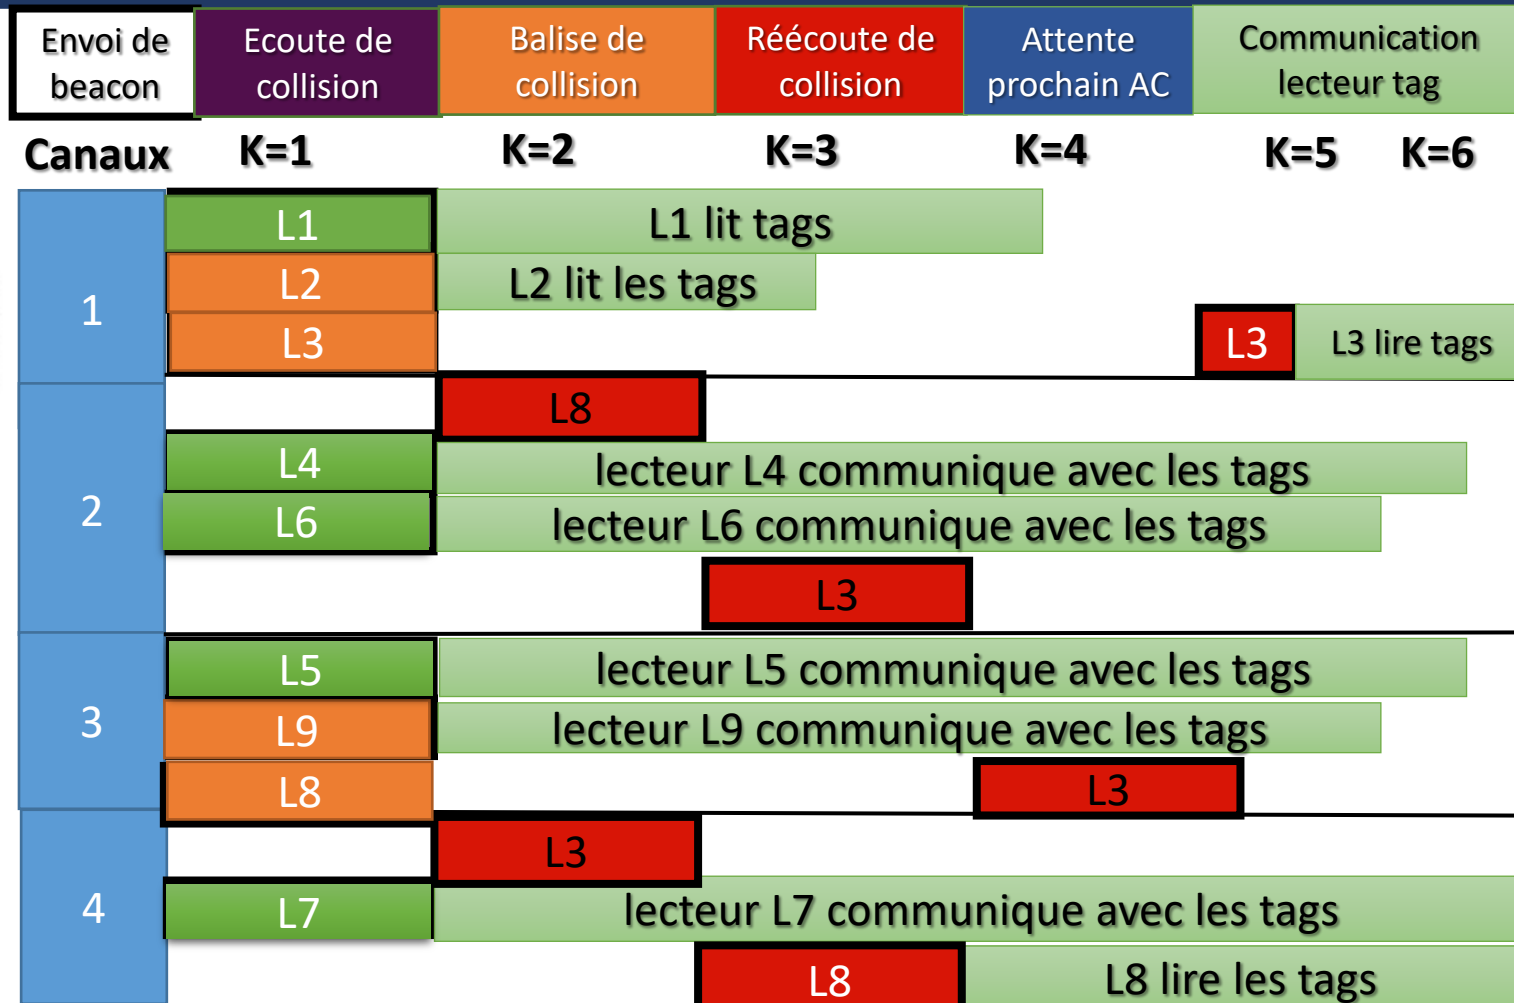 Envoi de
beacon
Ecoute de
collision
Balise de
collision
Réécoute de
collision
Attente
prochain AC
Communication
lecteur tag
Canaux K=1 K=2 K=3 K=4 K=5 K=6
1
L1 L1 lit tags
L2 L2 lit les tags
L3 L3 L3 lire tags
2
L8
L4 lecteur L4 communique avec les tags
L6 lecteur L6 communique avec les tags
L3
3
L5 lecteur L5 communique avec les tags
L9 lecteur L9 communique avec les tags
L8 L3
4
L3
L7 lecteur L7 communique avec les tags
L8 L8 lire les tags